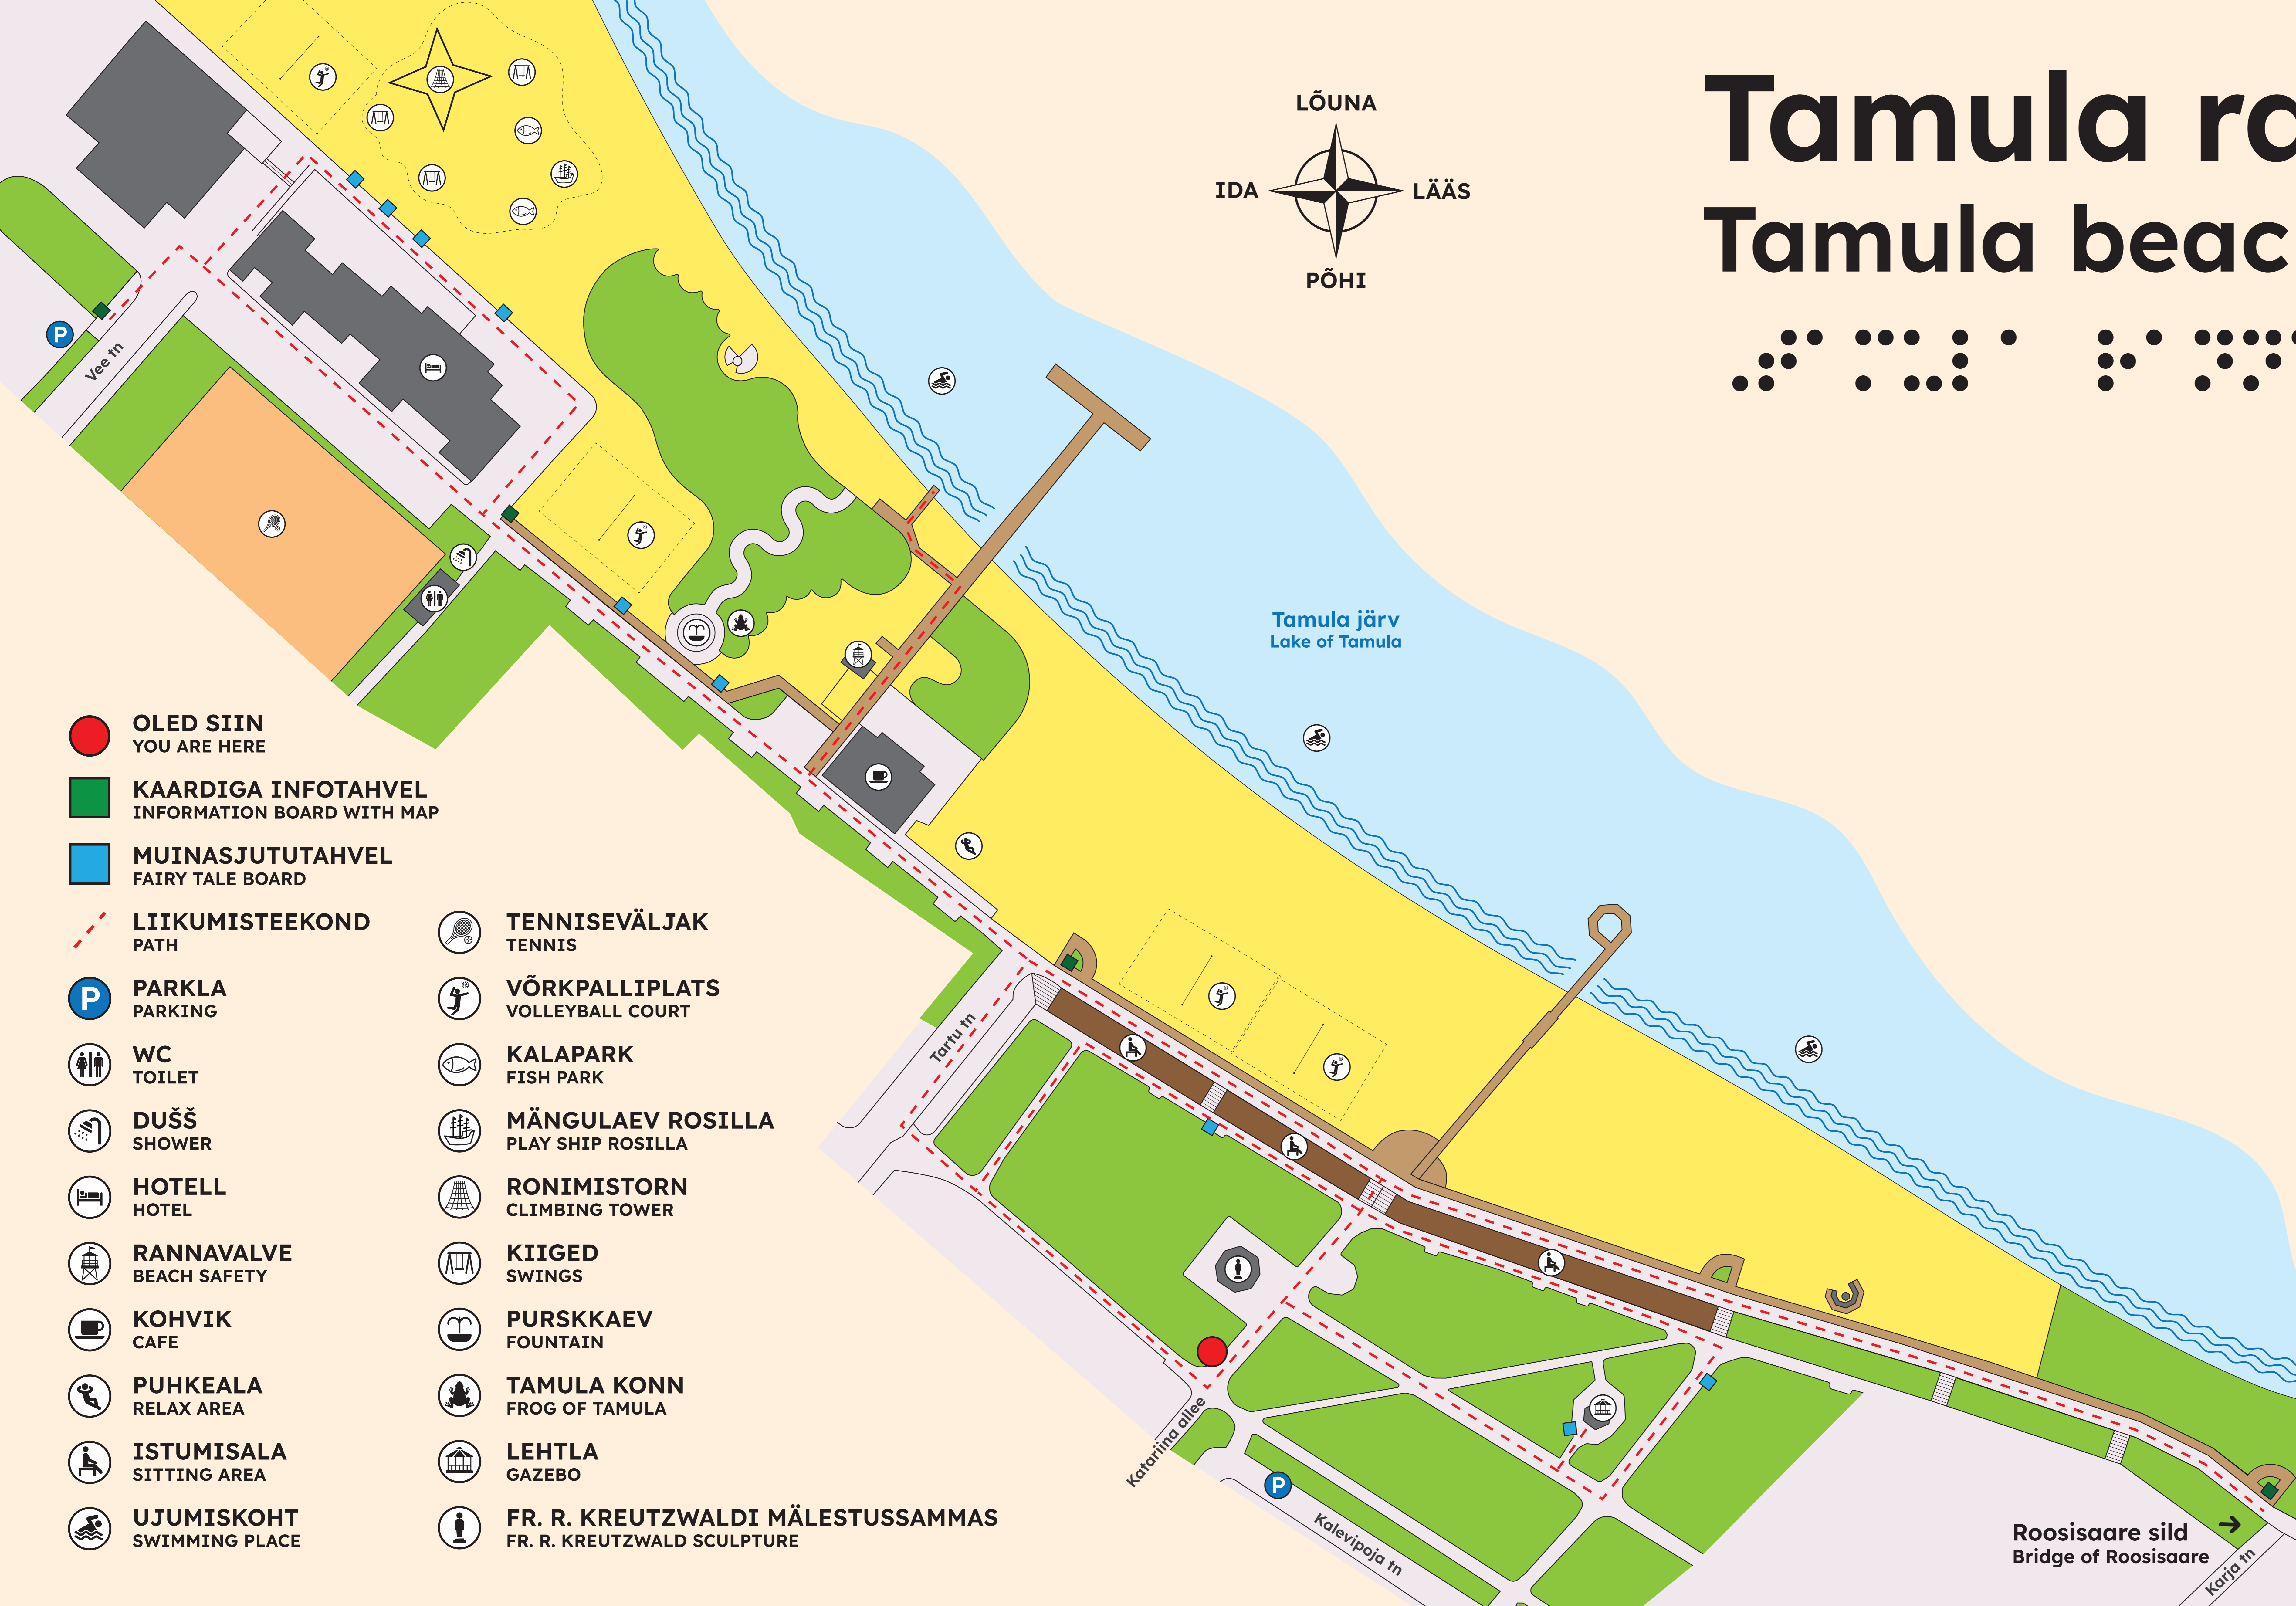 LÕUNA
IDA
LÄÄS
PÕHI
Tamula ra
Tamula beac
Vee tn
P
Tamula järv
Lake of Tamula
OLED SIIN
YOU ARE HERE
KAARDIGA INFOTAHVEL
INFORMATION BOARD WITH MAP
MUINASJUTUTAHVEL
FAIRY TALE BOARD
LIIKUMISTEEKOND
PATH
P
PARKLA
PARKING
WC
TOILET
DUŠŠ
SHOWER
HOTELL
HOTEL
RANNAVALVE
BEACH SAFETY
KOHVIK
CAFE
PUHKEALA
RELAX AREA
ISTUMISALA
SITTING AREA
UJUMISKOHT
SWIMMING PLACE
TENNISEVÄLJAK
TENNIS
VÕRKPALLIPLATS
VOLLEYBALL COURT
KALAPARK
FISH PARK
MÄNGULAEV ROSILLA
PLAY SHIP ROSILLA
RONIMISTORN
CLIMBING TOWER
KIIGED
SWINGS
PURSKKAEV
FOUNTAIN
TAMULA KONN
FROG OF TAMULA
LEHTLA
GAZEBO
FR. R. KREUTZWALDI MÄLESTUSSAMMAS
FR. R. KREUTZWALD SCULPTURE
Tartu tn
Katariina allee
P
Kalevipoja tn
Roosisaare sild
Bridge of Roosisaare
Karja tn